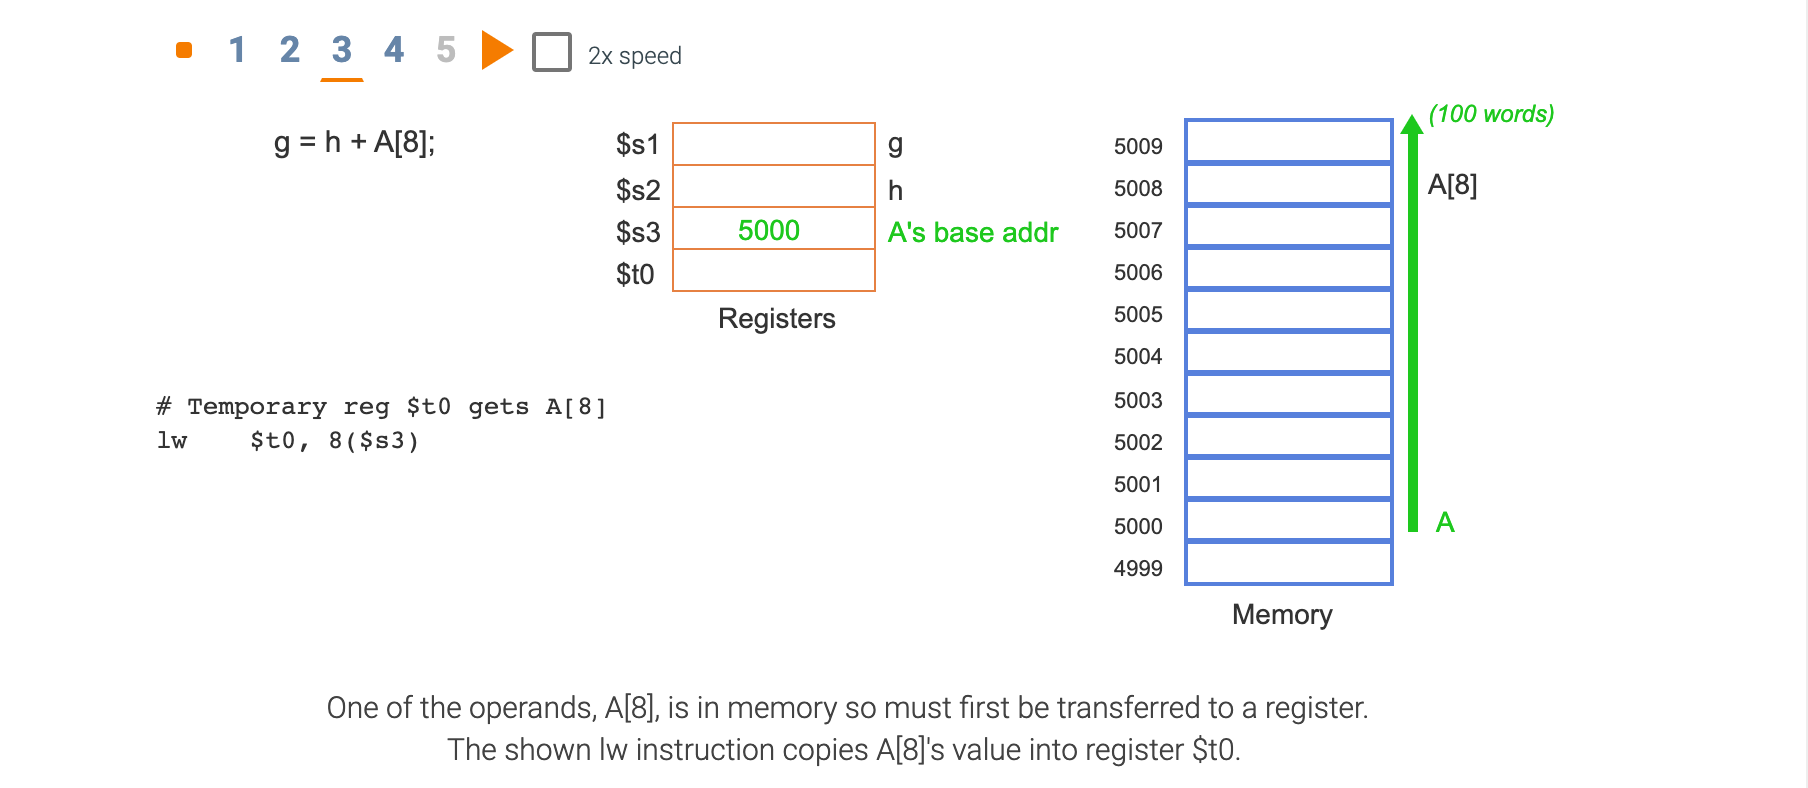 1 2 3 4 5 2x speed
g = h + A[8];
$s1 g
$s2 h
$s3 5000 A's base addr
$t0
Registers
# Temporary reg $t0 gets A[8]
lw $t0, 8($s3)
(100 words)
5009
5008 A[8]
5007
5006
5005
5004
5003
5002
5001
5000 A
4999
Memory
One of the operands, A[8], is in memory so must first be transferred to a register.
The shown lw instruction copies A[8]'s value into register $t0.